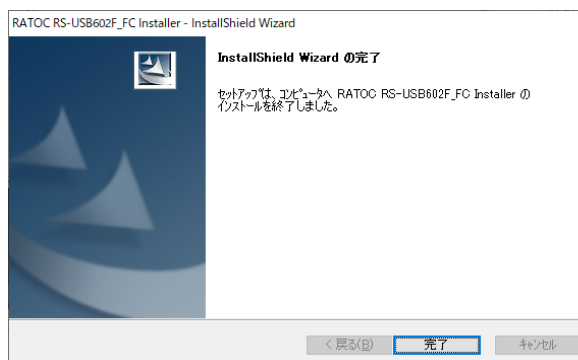 RATOC RS-USB602F_FC Installer - InstallShield Wizard
InstallShield Wizard の完了
ｾｯﾄｱｯﾌﾟは、ｺﾝﾋﾟｭｰﾀへ RATOC RS-USB602F_FC Installer の
ｲﾝｽﾄｰﾙを終了しました。
< 戻る(B)
完了
ｷｬﾝｾﾙ